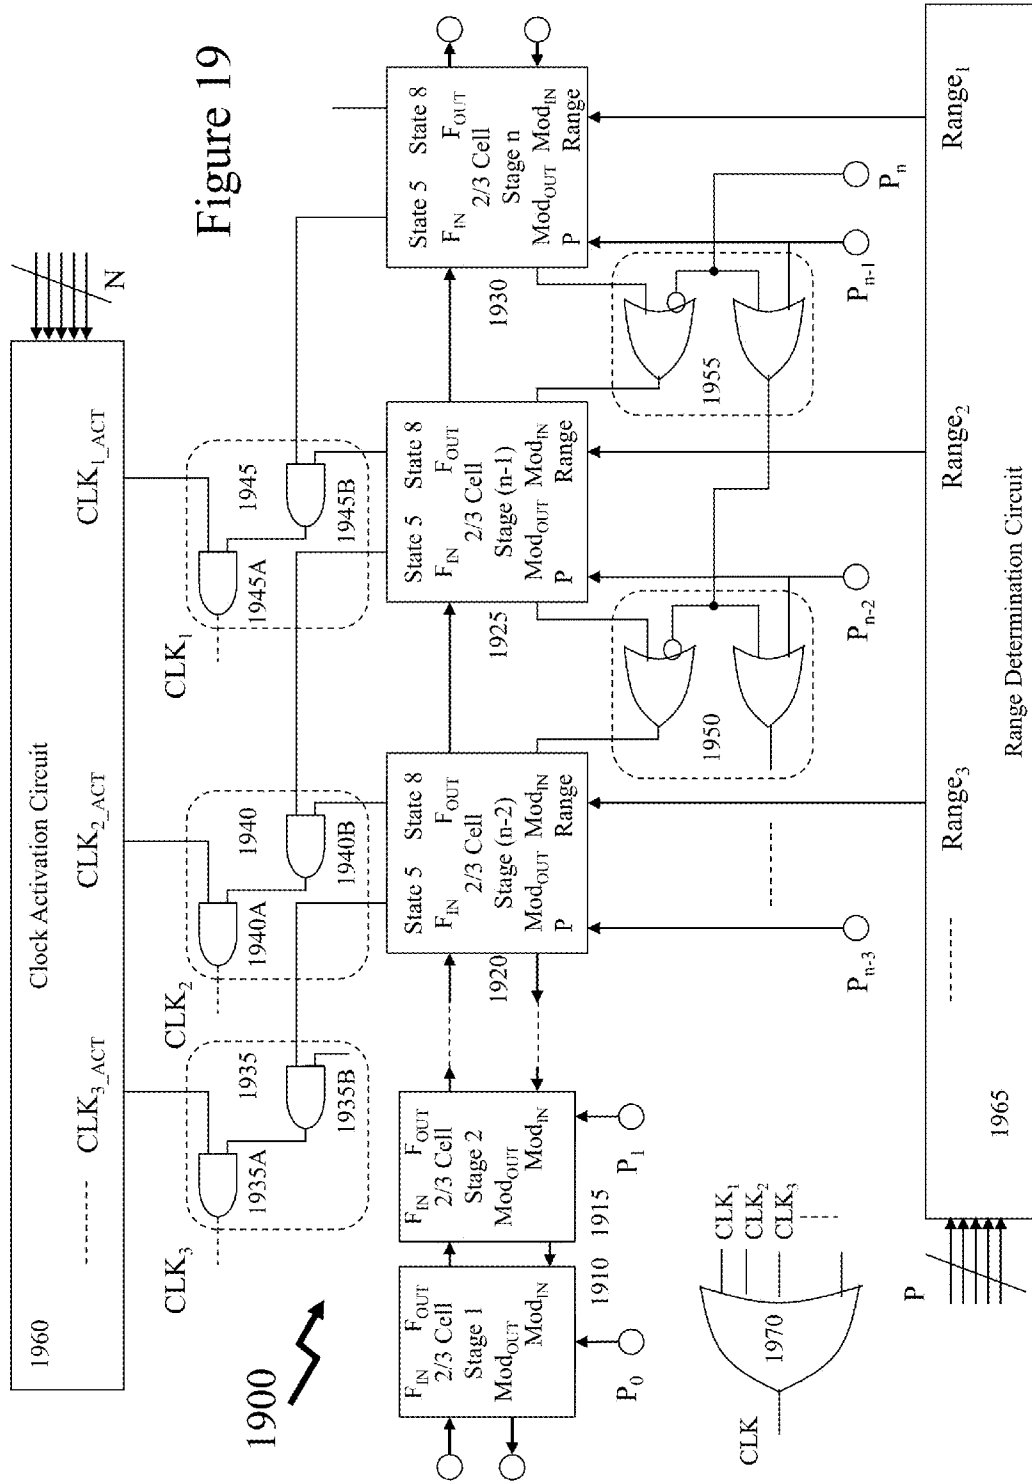 Figure 19
1900
1960
Clock Activation Circuit
N
CLK3_ACT
CLK2_ACT
CLK1_ACT
CLK3
1935A
1935
1935B
CLK2
1940A
1940
1940B
CLK1
1945A
1945
1945B
FIN FOUT
2/3 Cell
Stage 1
ModOUT
ModIN
1910
P0
FIN FOUT
2/3 Cell
Stage 2
ModOUT
ModIN
1915
P1
State 5 State 8
FIN FOUT
2/3 Cell
Stage (n-2)
ModOUT ModIN
P Range
1920
Pn-3
State 5 State 8
FIN FOUT
2/3 Cell
Stage (n-1)
ModOUT ModIN
P Range
1925
1950
Pn-2
State 5 State 8
FIN FOUT
2/3 Cell
Stage n
ModOUT ModIN
P Range
1930
1955
Pn-1
Pn
CLK
1970
CLK1
CLK2
CLK3
P
1965
Range3
Range2
Range1
Range Determination Circuit